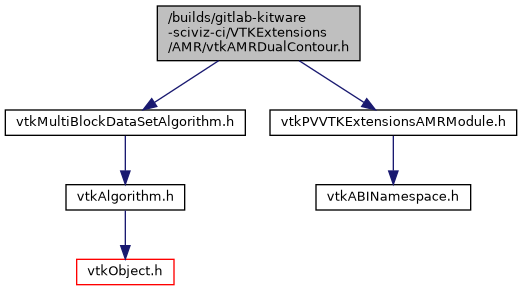 /builds/gitlab-kitware
-sciviz-ci/VTKExtensions
/AMR/vtkAMRDualContour.h
vtkMultiBlockDataSetAlgorithm.h
vtkPVVTKExtensionsAMRModule.h
vtkAlgorithm.h
vtkABINamespace.h
vtkObject.h